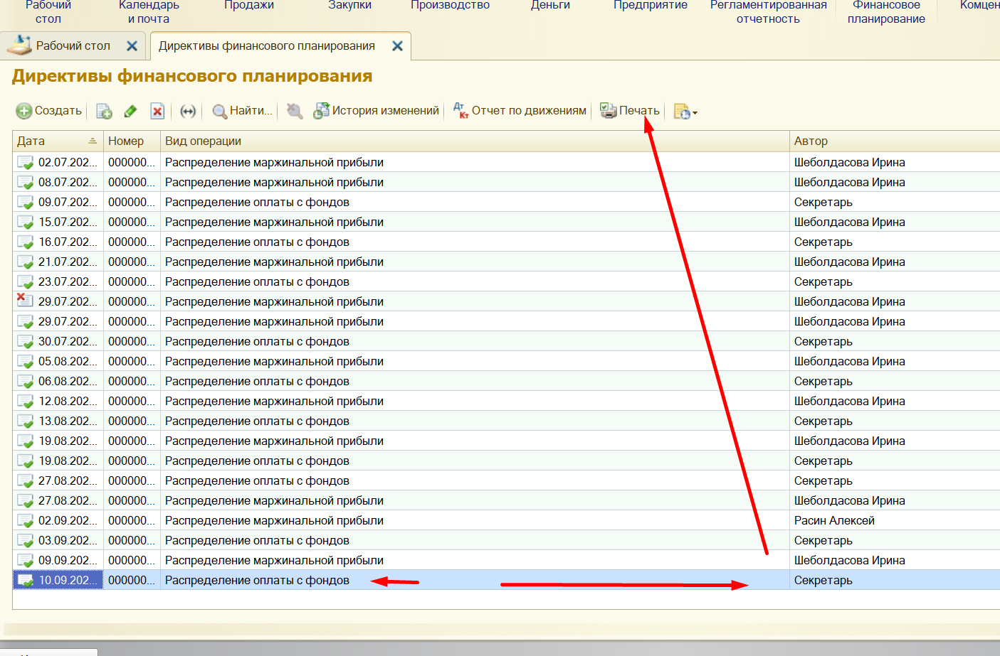 Рабочий стол
Календарь и почта
Продажи
Закупки
Производство
Деньги
Предприятие
Регламентированная отчетность
Финансовое планирование
Комцен
Рабочий стол
Директивы финансового планирования
Директивы финансового планирования
Создать
Найти...
История изменений
Дт Кт Отчет по движениям
Печать
Дата Номер Вид операции Автор
02.07.202... 000000... Распределение маржинальной прибыли Шеболдасова Ирина
08.07.202... 000000... Распределение маржинальной прибыли Шеболдасова Ирина
09.07.202... 000000... Распределение оплаты с фондов Секретарь
15.07.202... 000000... Распределение маржинальной прибыли Шеболдасова Ирина
16.07.202... 000000... Распределение оплаты с фондов Секретарь
21.07.202... 000000... Распределение маржинальной прибыли Шеболдасова Ирина
23.07.202... 000000... Распределение оплаты с фондов Секретарь
29.07.202... 000000... Распределение маржинальной прибыли Шеболдасова Ирина
29.07.202... 000000... Распределение маржинальной прибыли Шеболдасова Ирина
30.07.202... 000000... Распределение оплаты с фондов Секретарь
05.08.202... 000000... Распределение маржинальной прибыли Шеболдасова Ирина
06.08.202... 000000... Распределение оплаты с фондов Секретарь
12.08.202... 000000... Распределение маржинальной прибыли Шеболдасова Ирина
13.08.202... 000000... Распределение оплаты с фондов Секретарь
19.08.202... 000000... Распределение маржинальной прибыли Шеболдасова Ирина
19.08.202... 000000... Распределение оплаты с фондов Секретарь
27.08.202... 000000... Распределение оплаты с фондов Секретарь
27.08.202... 000000... Распределение маржинальной прибыли Шеболдасова Ирина
02.09.202... 000000... Распределение маржинальной прибыли Расин Алексей
03.09.202... 000000... Распределение оплаты с фондов Секретарь
09.09.202... 000000... Распределение маржинальной прибыли Шеболдасова Ирина
10.09.202... 000000... Распределение оплаты с фондов Секретарь